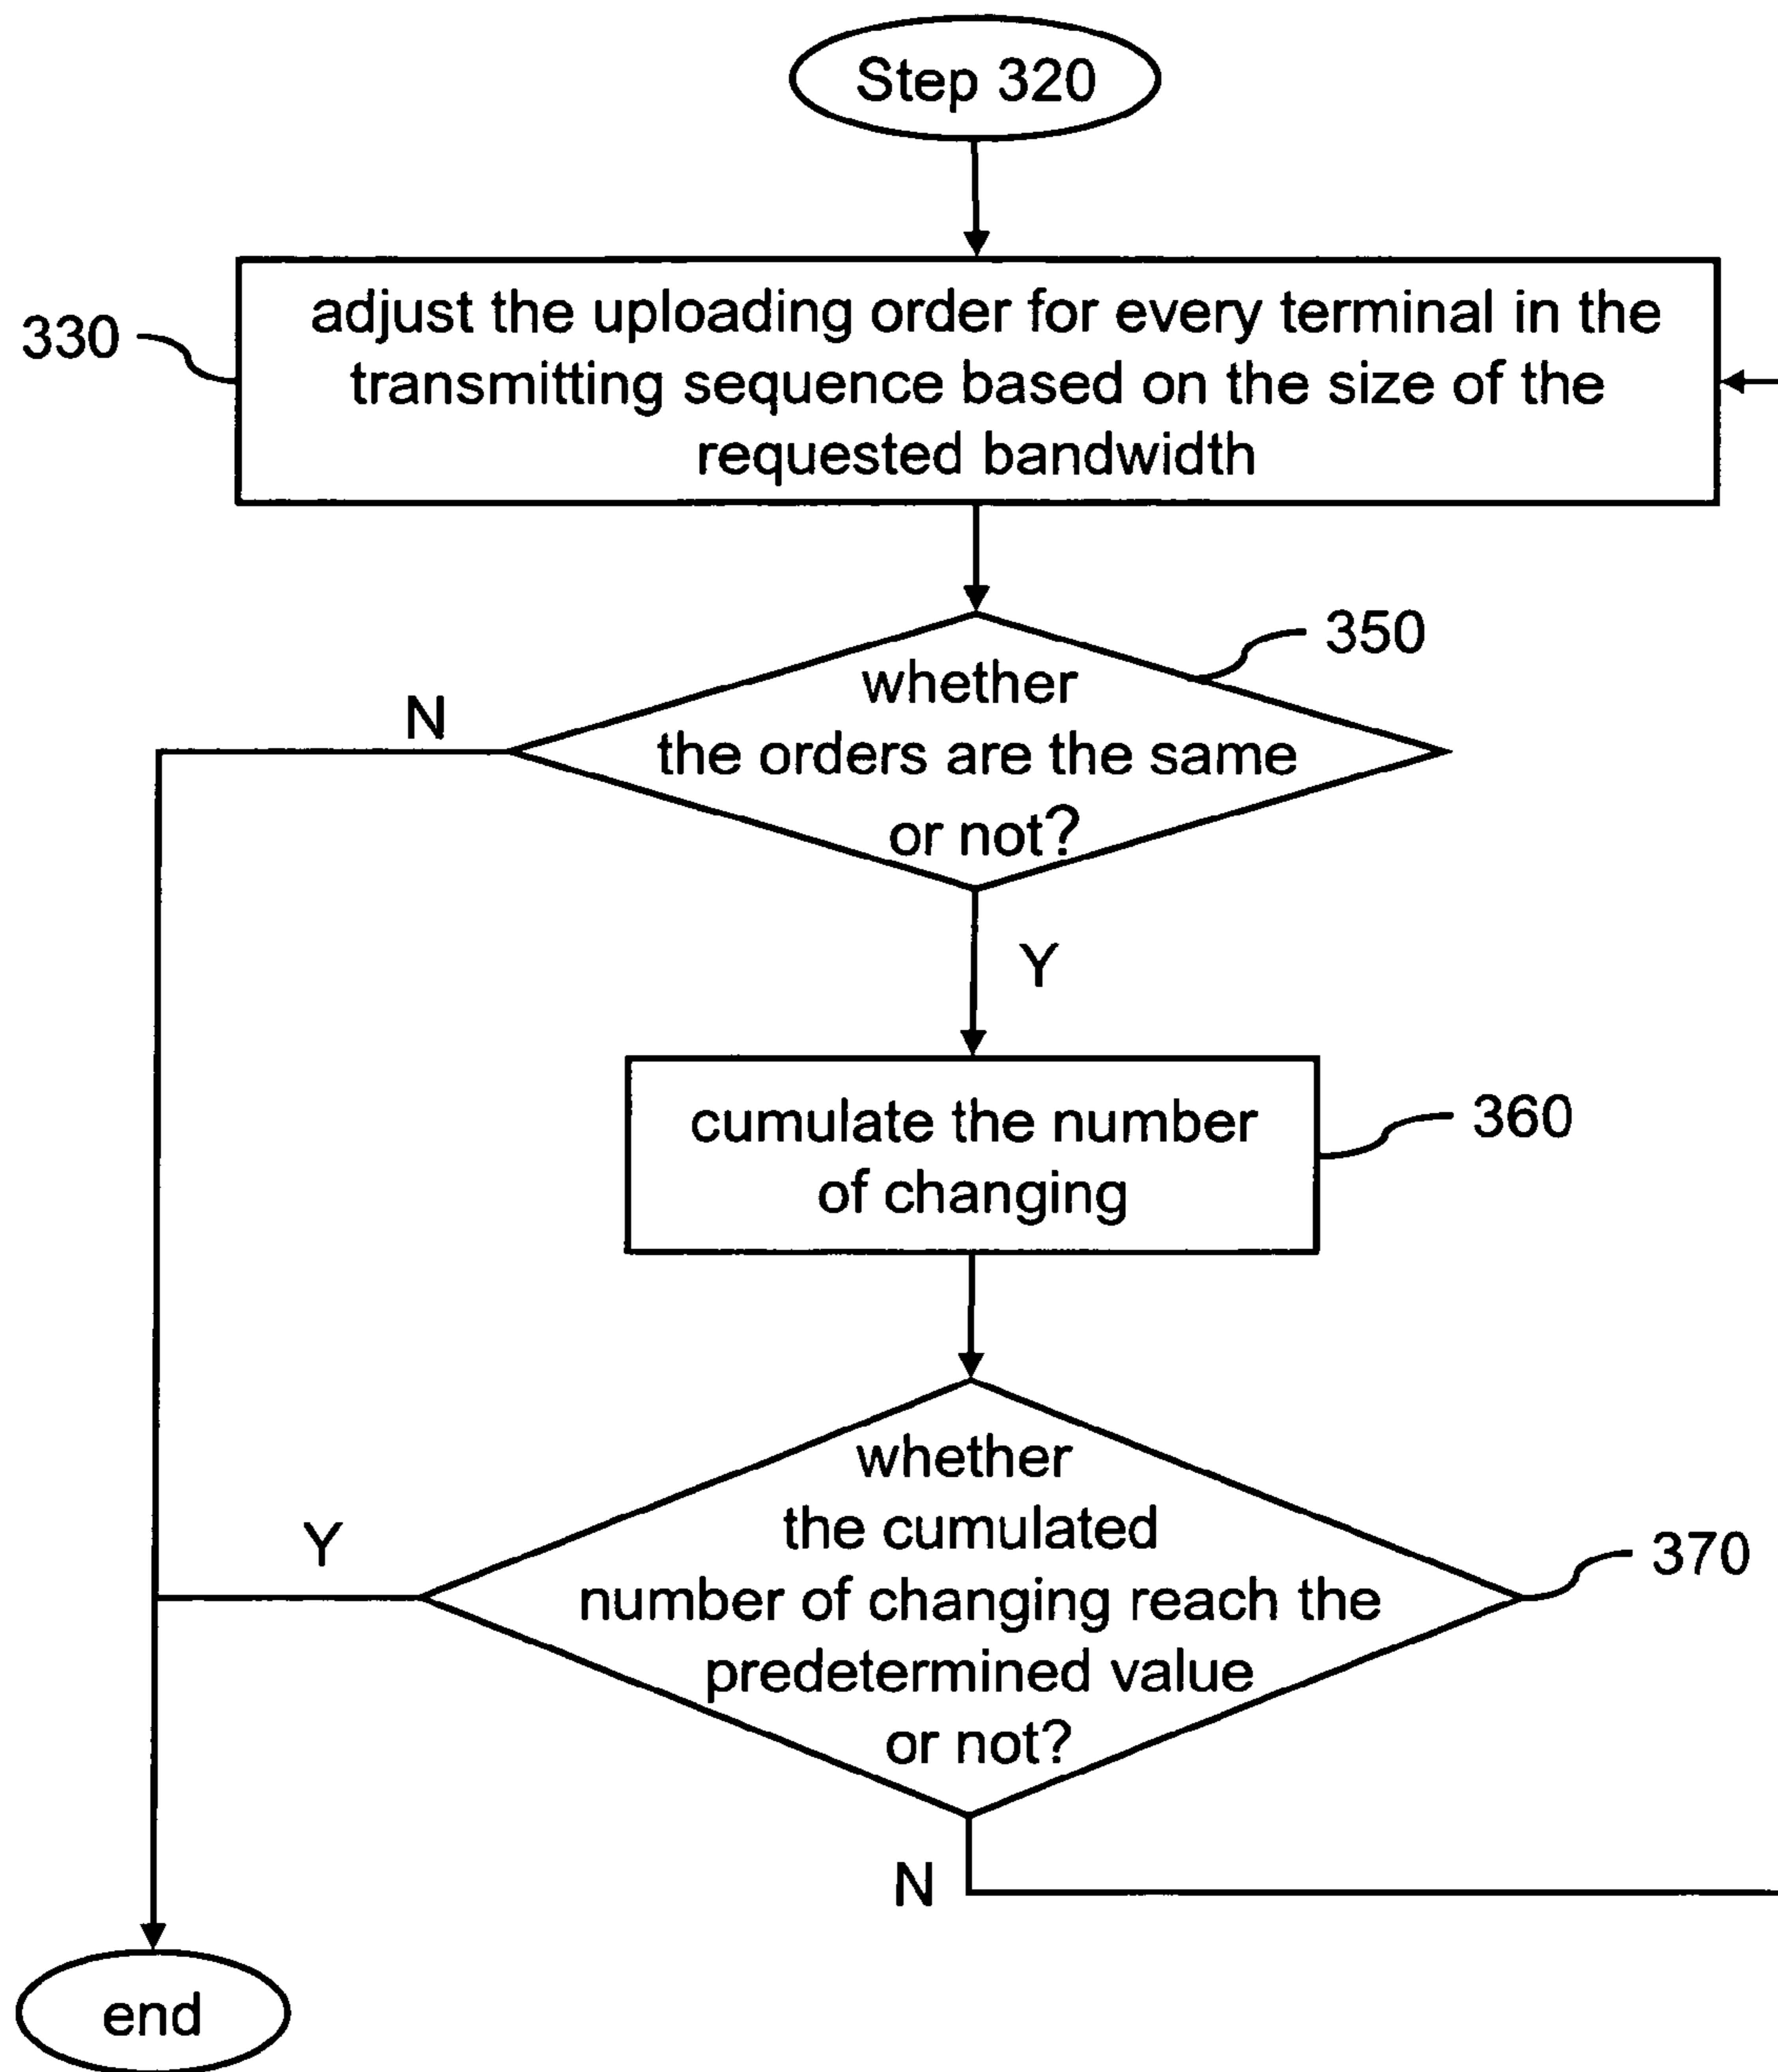 Step 320
adjust the uploading order for every terminal in the
transmitting sequence based on the size of the
requested bandwidth
330
350
whether
the orders are the same
or not?
N
Y
cumulate the number
of changing
360
whether
the cumulated
number of changing reach the
predetermined value
or not?
370
Y
N
end